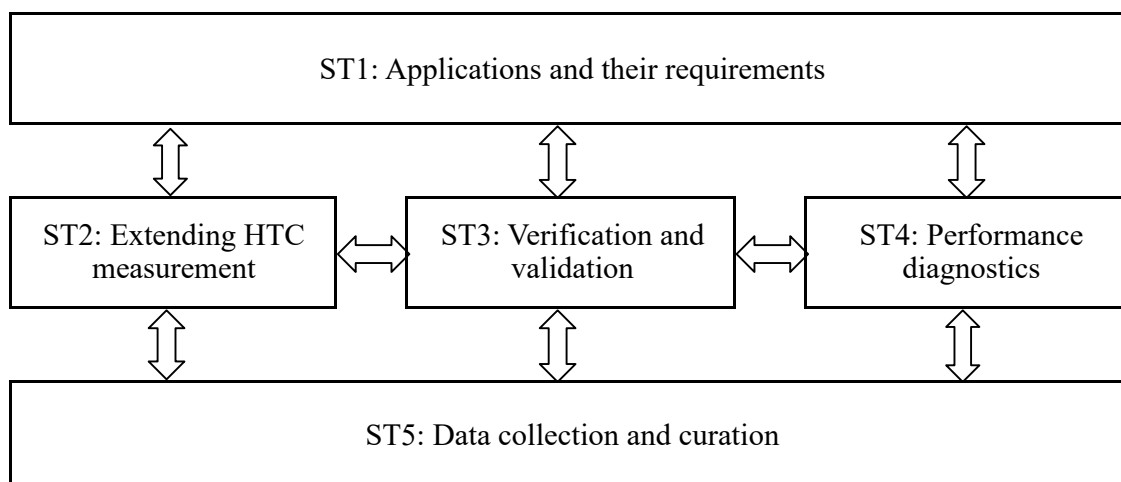 ST1: Applications and their requirements
ST2: Extending HTC
measurement
ST3: Verification and
validation
ST4: Performance
diagnostics
ST5: Data collection and curation